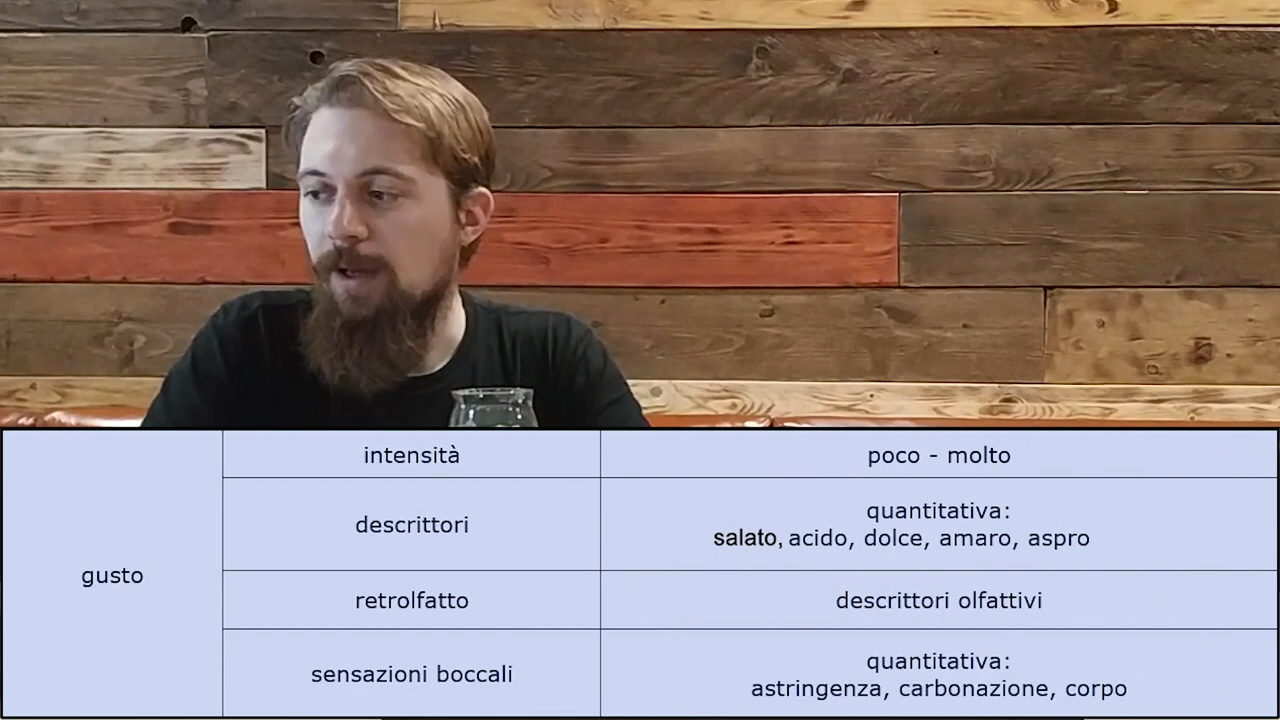 gusto
intensità
poco - molto
descrittori
quantitativa:
salato, acido, dolce, amaro, aspro
retrolfatto
descrittori olfattivi
sensazioni boccali
quantitativa:
astringenza, carbonazione, corpo